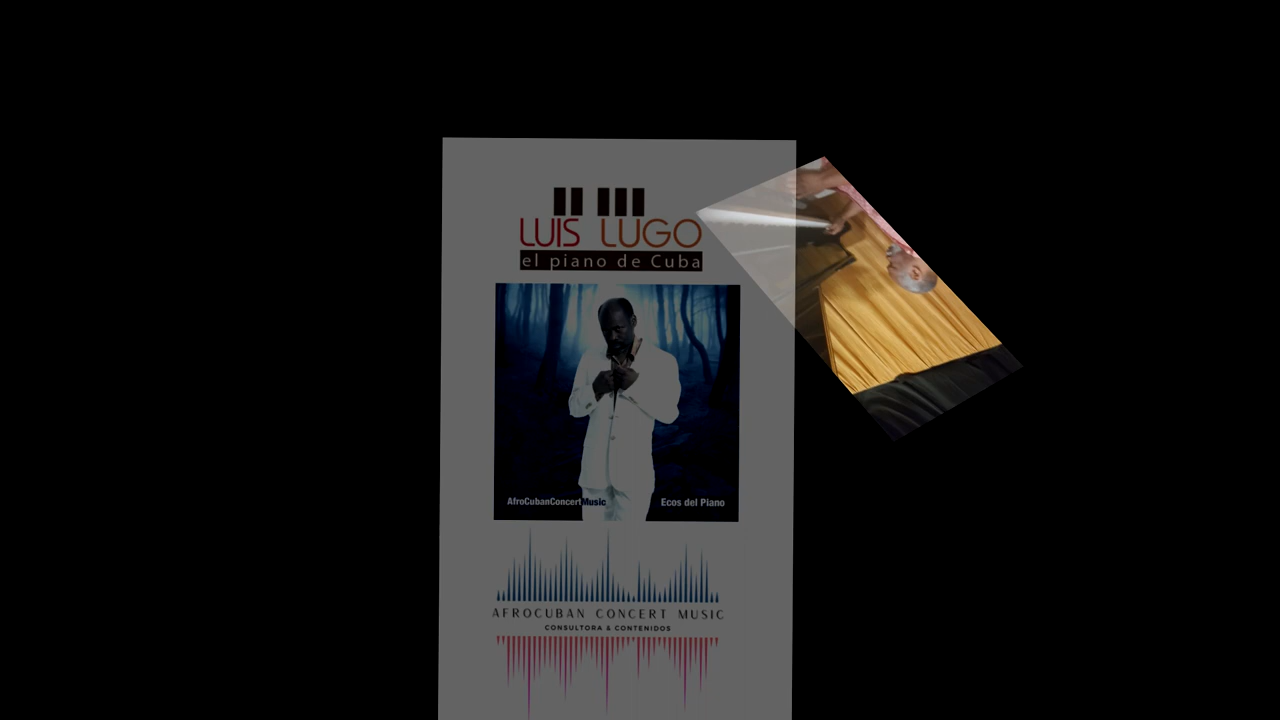 LUIS LUGO
el piano de Cuba
AfroCubanConcertMusic
Ecos del Piano
AFROCUBAN CONCERT MUSIC
CONSULTORA & CONTENIDOS